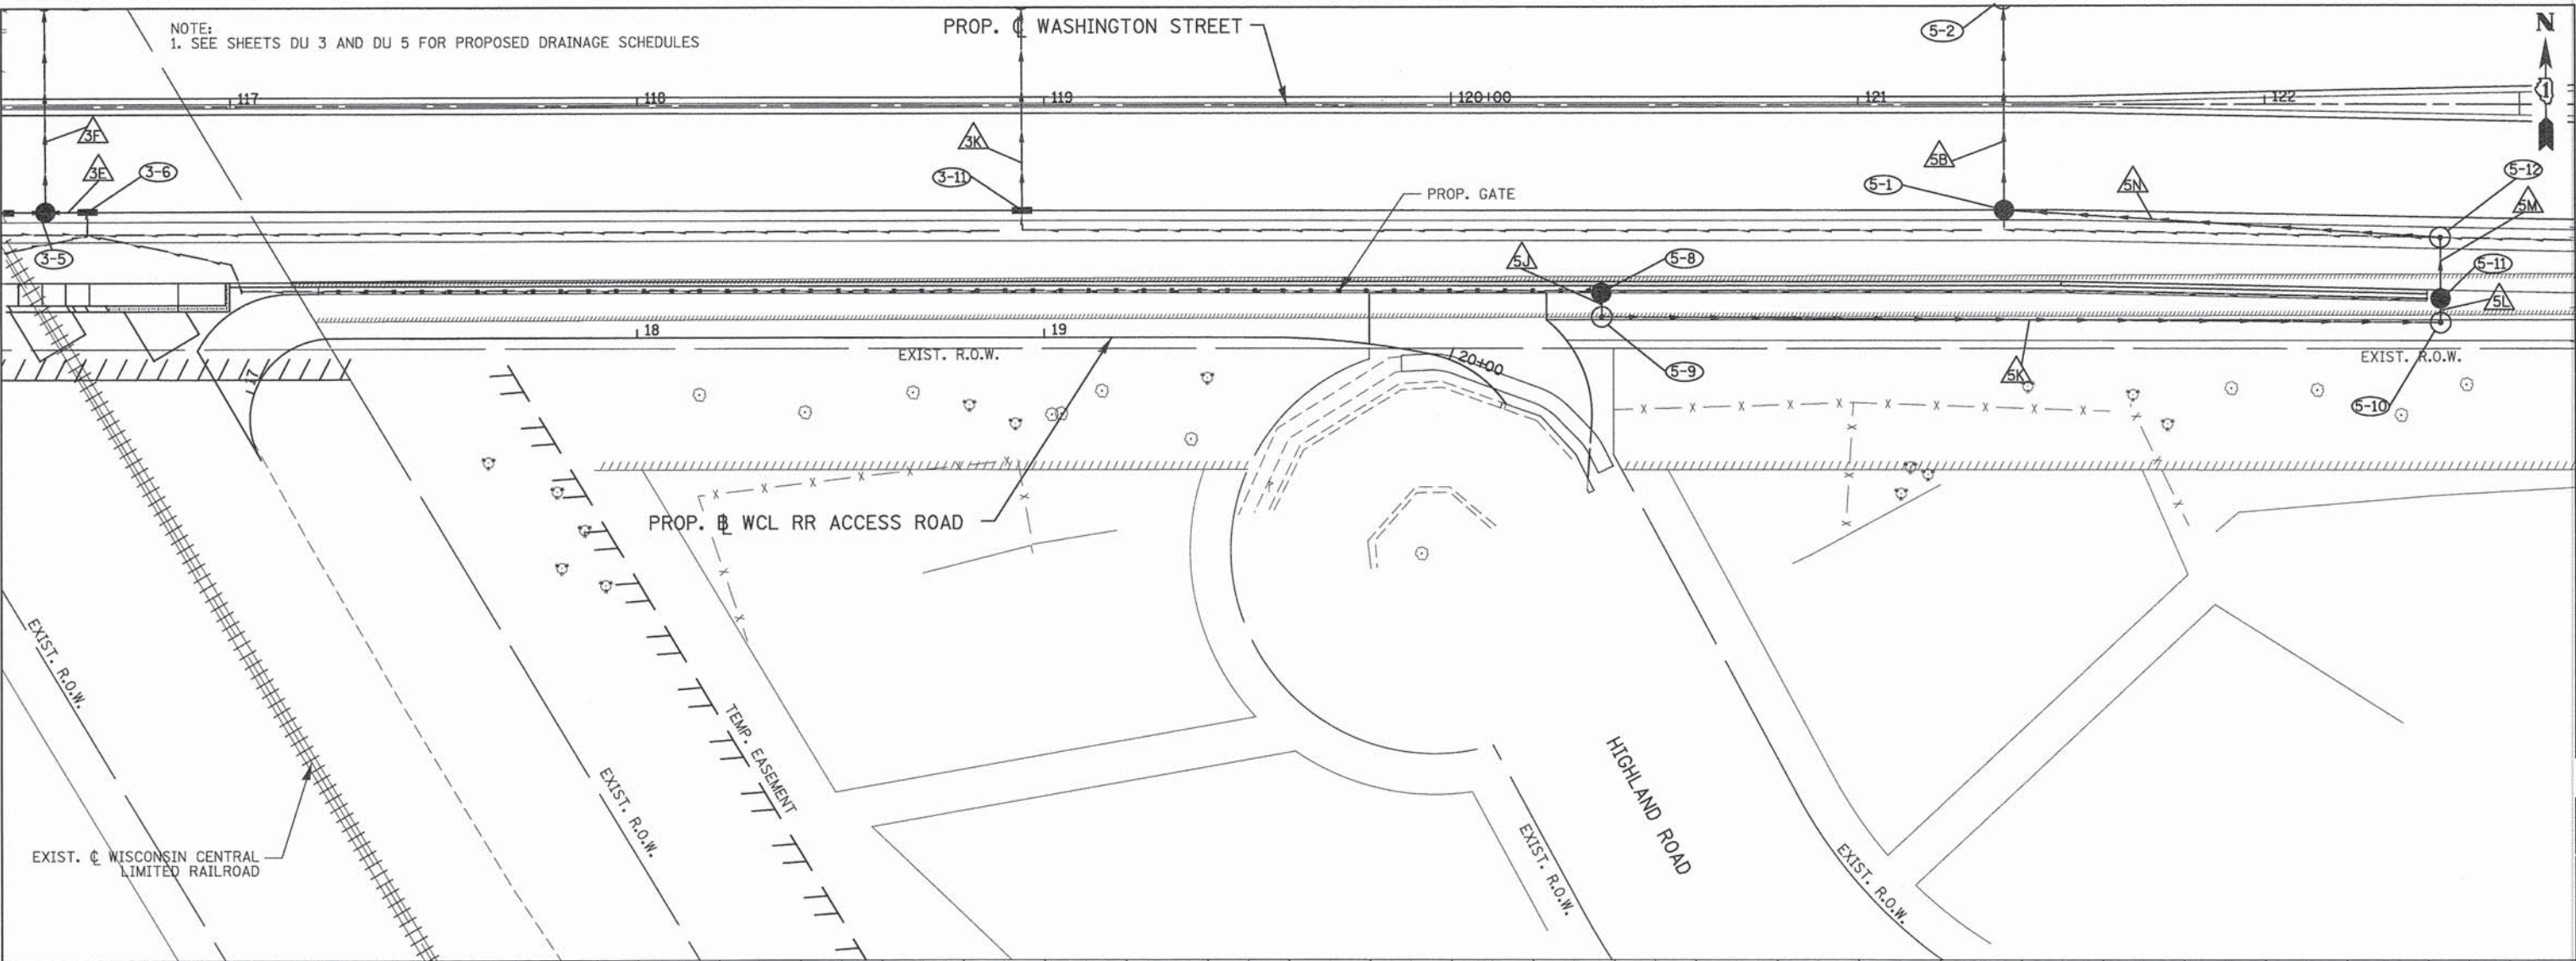 NOTE:
1. SEE SHEETS DU 3 AND DU 5 FOR PROPOSED DRAINAGE SCHEDULES
PROP. ℄ WASHINGTON STREET
5-2
N
1
117
118
119
120+00
121
122
3F
3E
3-6
3K
3-11
5B
5-1
5N
5-12
5M
PROP. GATE
3-5
5J
5-8
5-11
5L
18
19
20+00
17
EXIST. R.O.W.
5-9
5K
EXIST. R.O.W.
5-10
PROP. ⅊ WCL RR ACCESS ROAD
EXIST. R.O.W.
TEMP. EASEMENT
EXIST. R.O.W.
HIGHLAND ROAD
EXIST. R.O.W.
EXIST. R.O.W.
EXIST. ℄ WISCONSIN CENTRAL
LIMITED RAILROAD